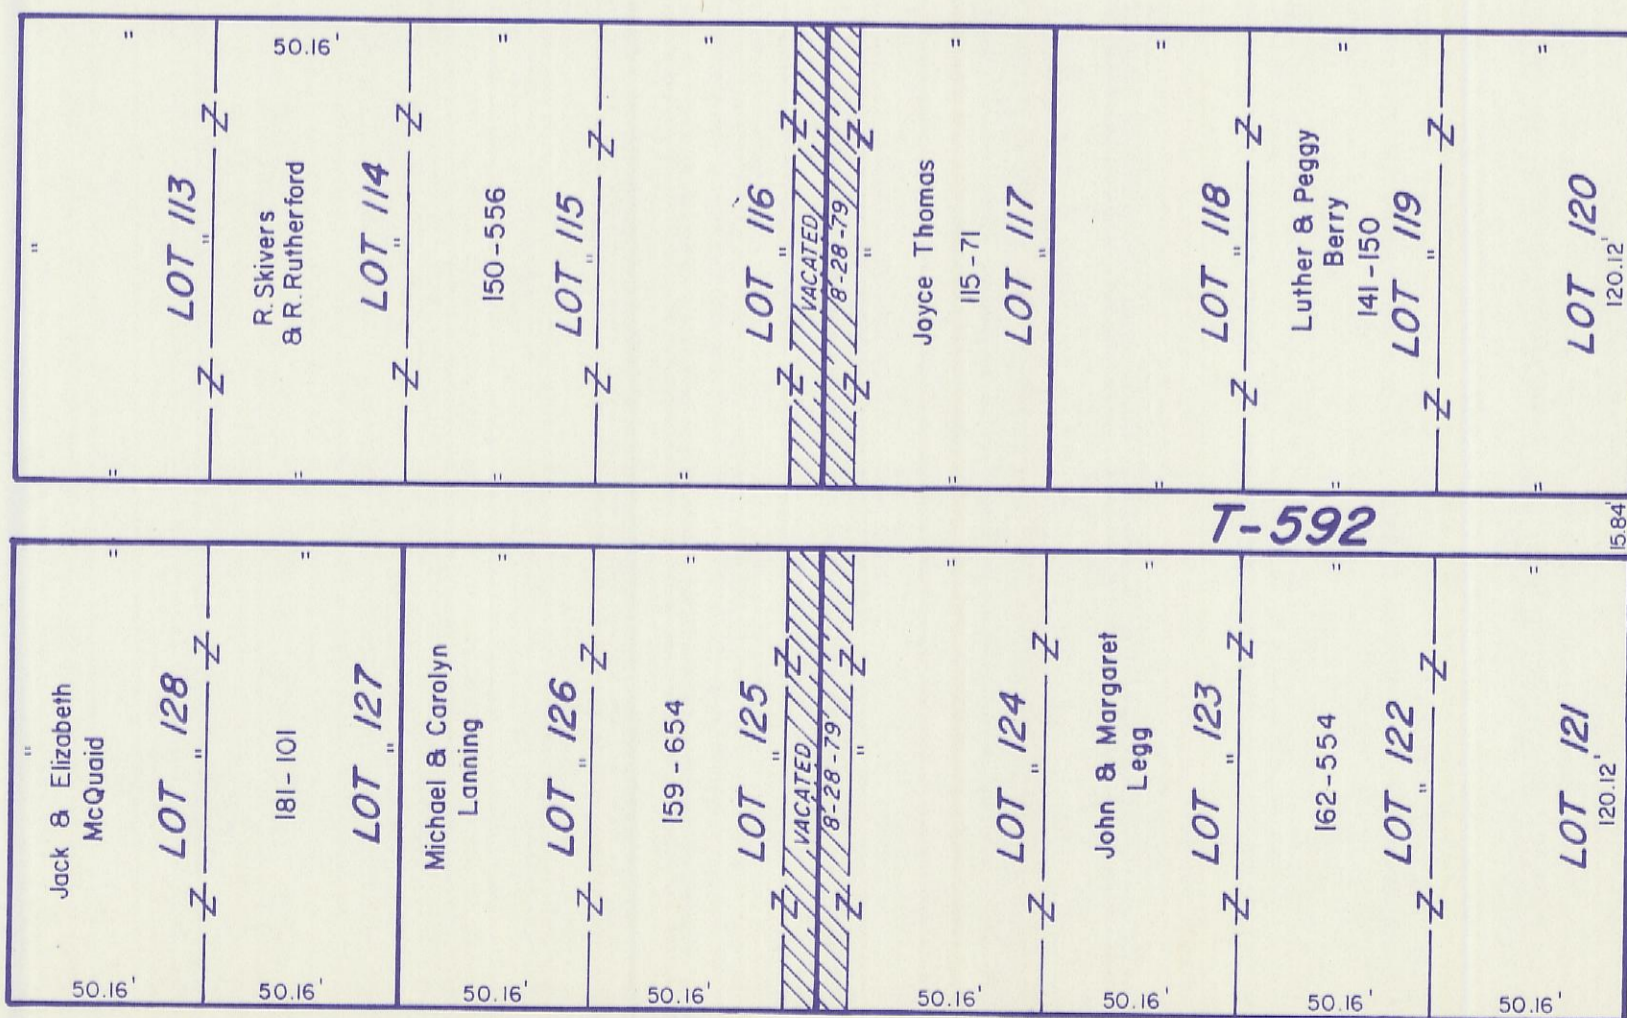 "
50.16'
"
"
"
"
"
"
"
LOT 113
"
R. Skivers
& R. Rutherford
LOT 114
"
150-556
LOT 115
"
LOT 116
"
VACATED
8-28-79
"
Joyce Thomas
115-71
LOT 117
"
LOT 118
"
Luther & Peggy
Berry
141-150
LOT 119
"
LOT 120
120.12'
"
"
"
"
"
"
"
"
T-592
15.84'
"
"
"
"
"
"
"
"
Jack & Elizabeth
McQuaid
LOT 128
"
181-101
LOT 127
"
Michael & Carolyn
Lanning
LOT 126
"
159-654
LOT 125
"
VACATED
8-28-79
"
LOT 124
"
John & Margaret
Legg
LOT 123
"
162-554
LOT 122
"
LOT 121
120.12'
50.16'
50.16'
50.16'
50.16'
50.16'
50.16'
50.16'
50.16'